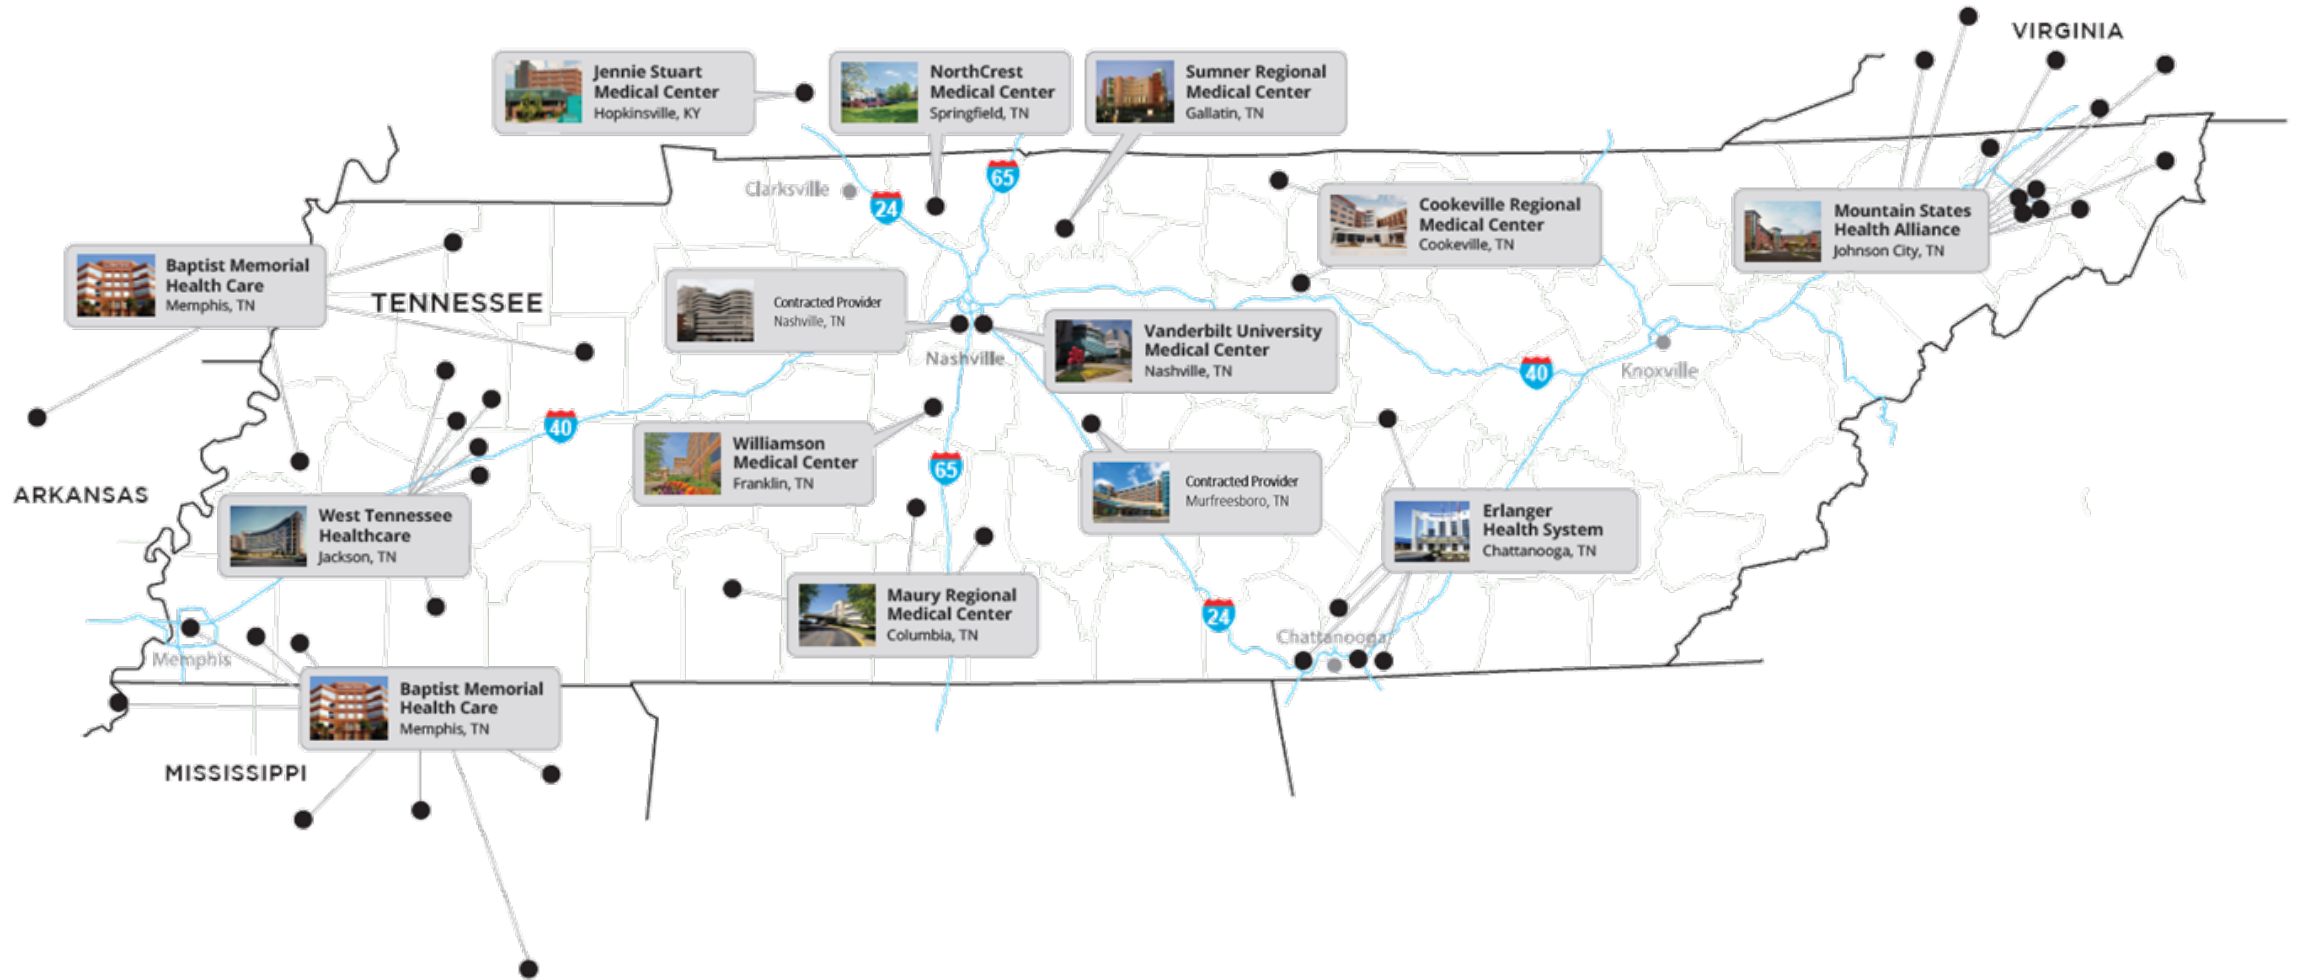 VIRGINIA
Jennie Stuart
Medical Center
Hopkinsville, KY
NorthCrest
Medical Center
Springfield, TN
Sumner Regional
Medical Center
Gallatin, TN
Clarksville
24
65
Cookeville Regional
Medical Center
Cookeville, TN
Mountain States
Health Alliance
Johnson City, TN
Baptist Memorial
Health Care
Memphis, TN
TENNESSEE
Contracted Provider
Nashville, TN
Nashville
Vanderbilt University
Medical Center
Nashville, TN
40
Knoxville
40
Williamson
Medical Center
Franklin, TN
65
Contracted Provider
Murfreesboro, TN
ARKANSAS
West Tennessee
Healthcare
Jackson, TN
Erlanger
Health System
Chattanooga, TN
Maury Regional
Medical Center
Columbia, TN
24
Chattanooga
Memphis
Baptist Memorial
Health Care
Memphis, TN
MISSISSIPPI